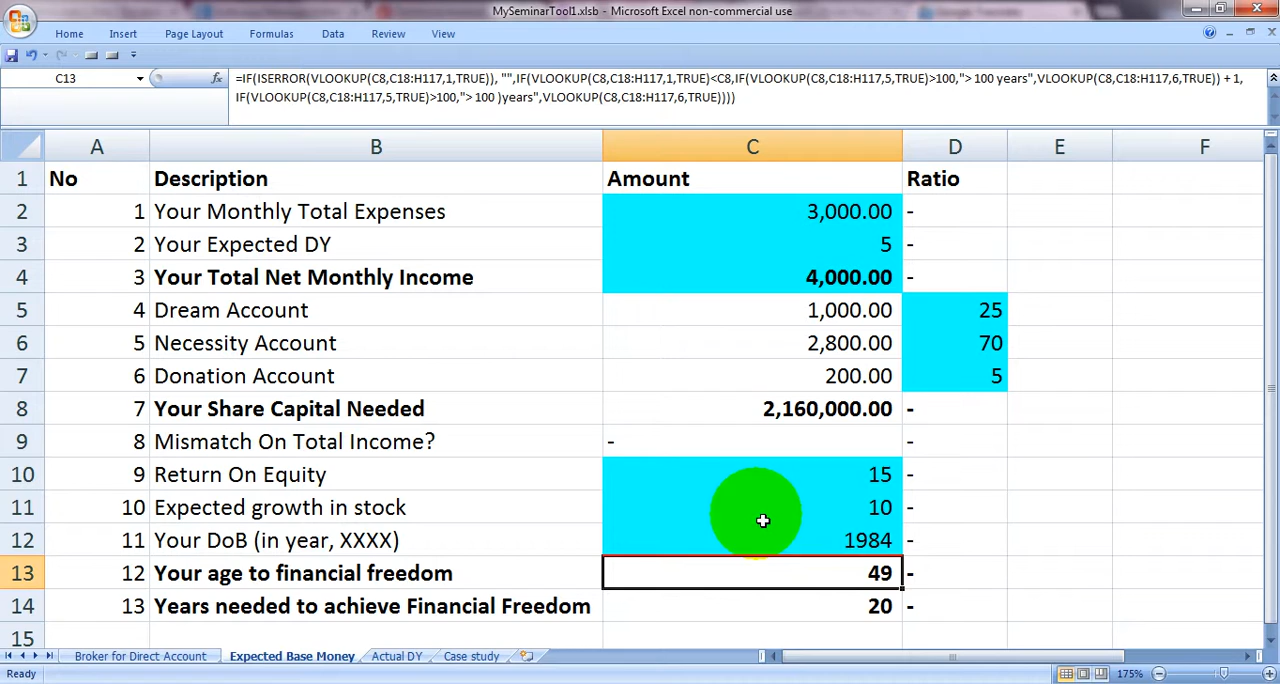 MySeminarTool1.xlsb - Microsoft Excel non-commercial use
Home Insert Page Layout Formulas Data Review View
C13 fx =IF(ISERROR(VLOOKUP(C8,C18:H117,1,TRUE)), "",IF(VLOOKUP(C8,C18:H117,1,TRUE)<C8,IF(VLOOKUP(C8,C18:H117,5,TRUE)>100,"> 100 years",VLOOKUP(C8,C18:H117,6,TRUE)) + 1,
IF(VLOOKUP(C8,C18:H117,5,TRUE)>100,"> 100 )years",VLOOKUP(C8,C18:H117,6,TRUE))))
A B C D E F
1 No Description Amount Ratio
2 1 Your Monthly Total Expenses 3,000.00 -
3 2 Your Expected DY 5 -
4 3 Your Total Net Monthly Income 4,000.00 -
5 4 Dream Account 1,000.00 25
6 5 Necessity Account 2,800.00 70
7 6 Donation Account 200.00 5
8 7 Your Share Capital Needed 2,160,000.00 -
9 8 Mismatch On Total Income? - -
10 9 Return On Equity 15 -
11 10 Expected growth in stock 10 -
12 11 Your DoB (in year, XXXX) 1984 -
13 12 Your age to financial freedom 49 -
14 13 Years needed to achieve Financial Freedom 20 -
15
Broker for Direct Account Expected Base Money Actual DY Case study
Ready 175%